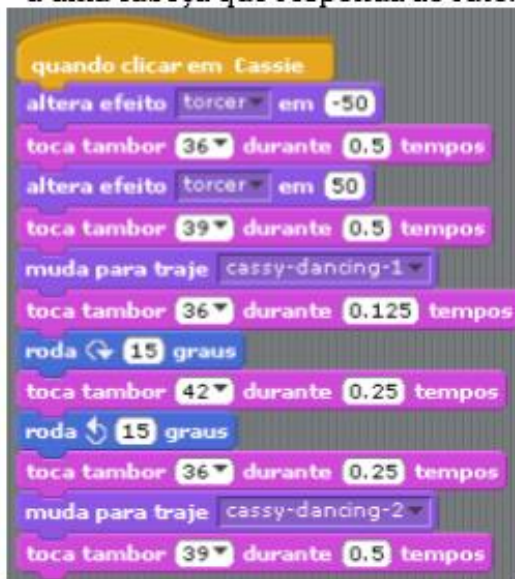 quando clicar em Cassie
altera efeito torcer em -50
toca tambor 36 durante 0.5 tempos
altera efeito torcer em 50
toca tambor 39 durante 0.5 tempos
muda para traje cassy-dancing-1
toca tambor 36 durante 0.125 tempos
roda 15 graus
toca tambor 42 durante 0.25 tempos
roda 15 graus
toca tambor 36 durante 0.25 tempos
muda para traje cassy-dancing-2
toca tambor 39 durante 0.5 tempos